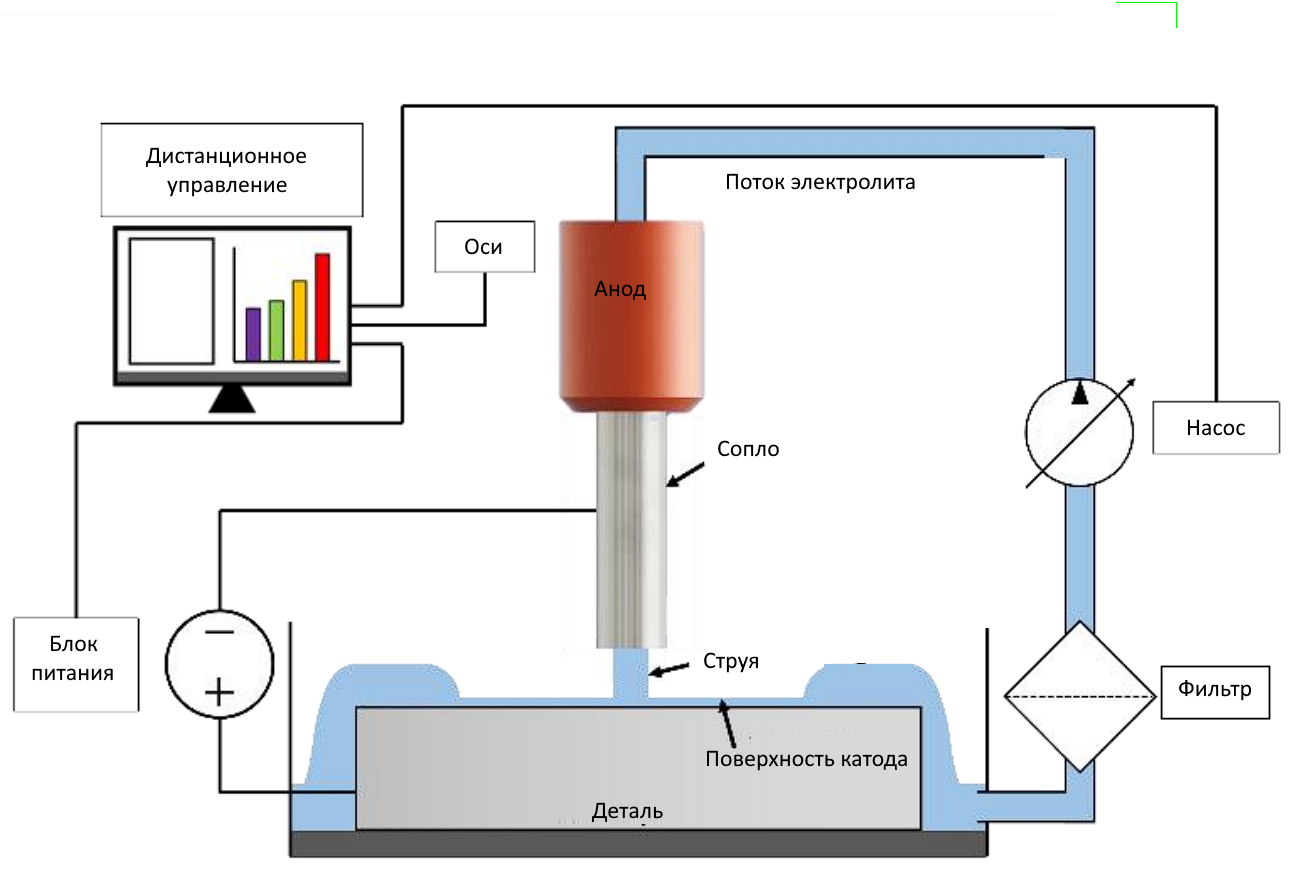 Дистанционное
управление
Поток электролита
Оси
Анод
Насос
Сопло
Блок
питания
−
+
Струя
Фильтр
Поверхность катода
Деталь